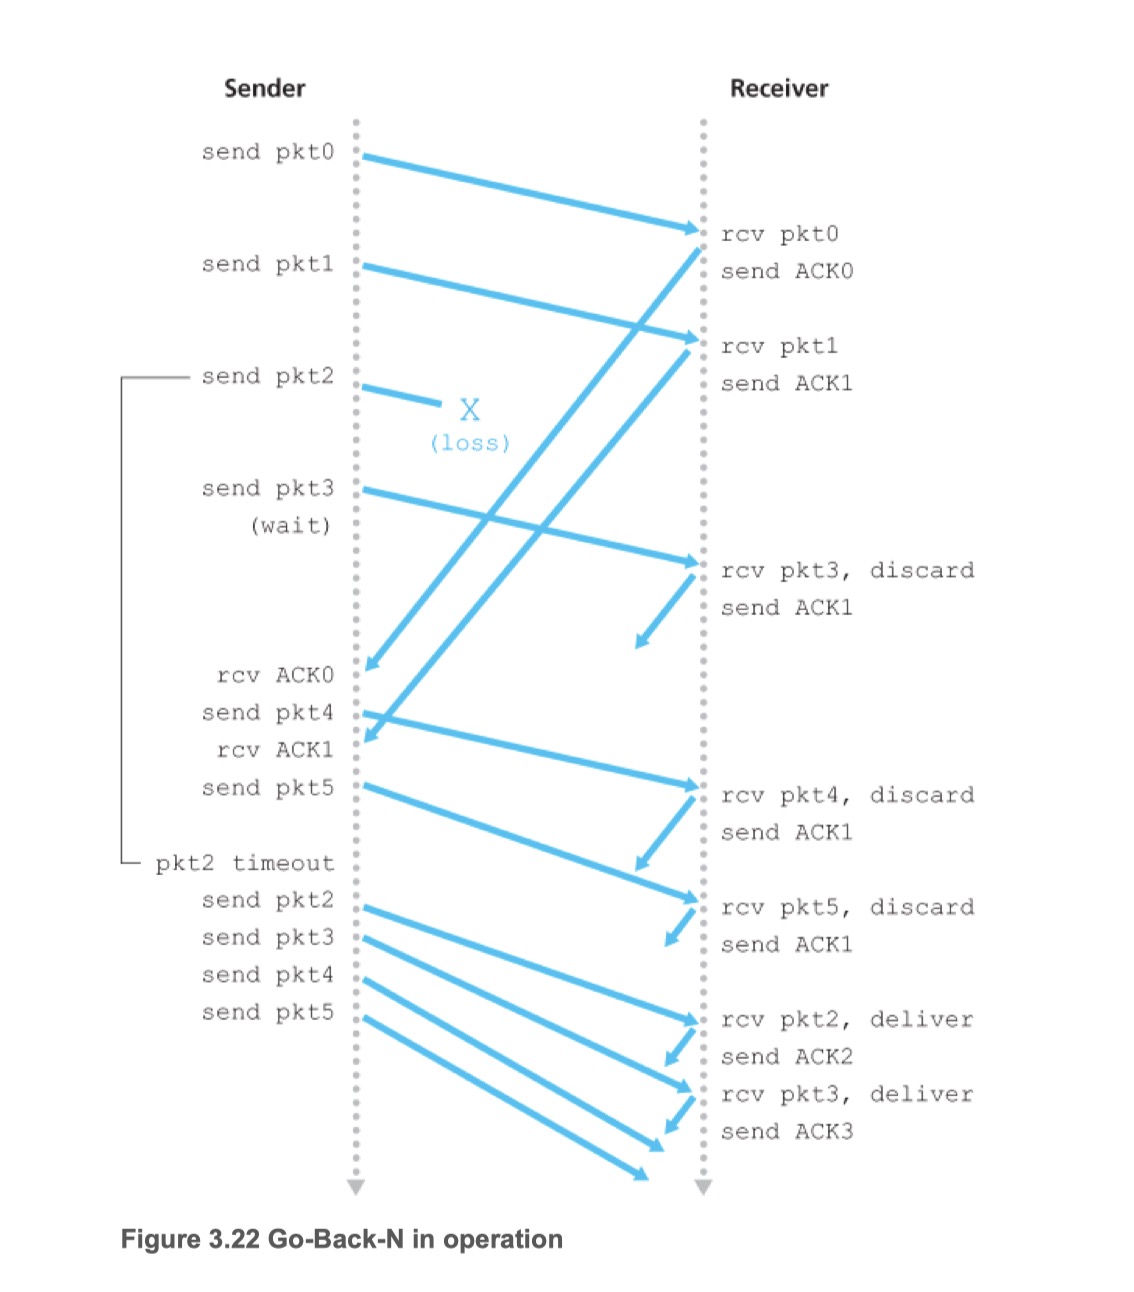 Sender
Receiver
send pkt0
rcv pkt0
send pkt1
send ACK0
rcv pkt1
send pkt2
send ACK1
X
(loss)
send pkt3
(wait)
rcv pkt3, discard
send ACK1
rcv ACK0
send pkt4
rcv ACK1
send pkt5
rcv pkt4, discard
send ACK1
pkt2 timeout
send pkt2
rcv pkt5, discard
send pkt3
send ACK1
send pkt4
send pkt5
rcv pkt2, deliver
send ACK2
rcv pkt3, deliver
send ACK3
Figure 3.22 Go-Back-N in operation